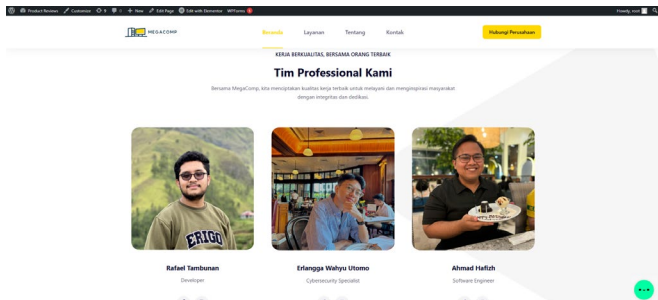 Product Reviews Customize 9 0 New Edit Page Edit with Elementor WPForms
Howdy, root
MEGACOMP
Beranda Layanan Tentang Kontak
Hubungi Perusahaan
KERJA BERKUALITAS, BERSAMA ORANG TERBAIK
Tim Professional Kami
Bersama MegaComp, kita menciptakan kualitas kerja terbaik untuk melayani dan menginspirasi masyarakat
dengan integritas dan dedikasi.
ERIGO
Rafael Tambunan
Developer
Erlangga Wahyu Utomo
Cybersecurity Specialist
Ahmad Hafizh
Software Engineer